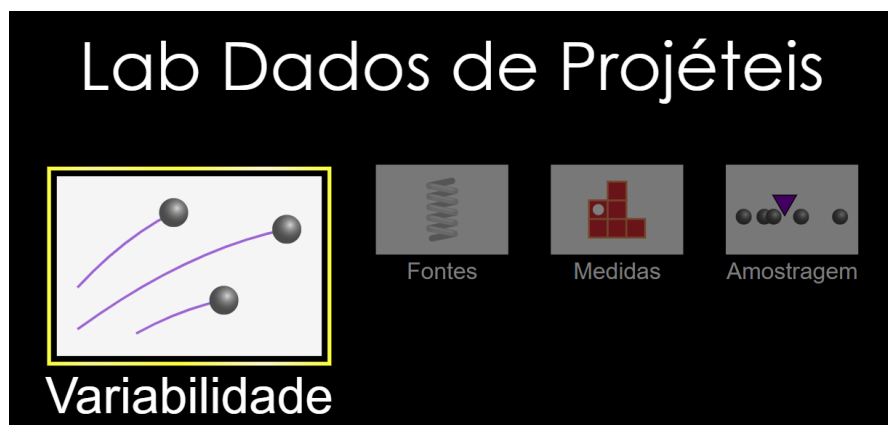 Lab Dados de Projéteis
Fontes
Medidas
Amostragem
Variabilidade